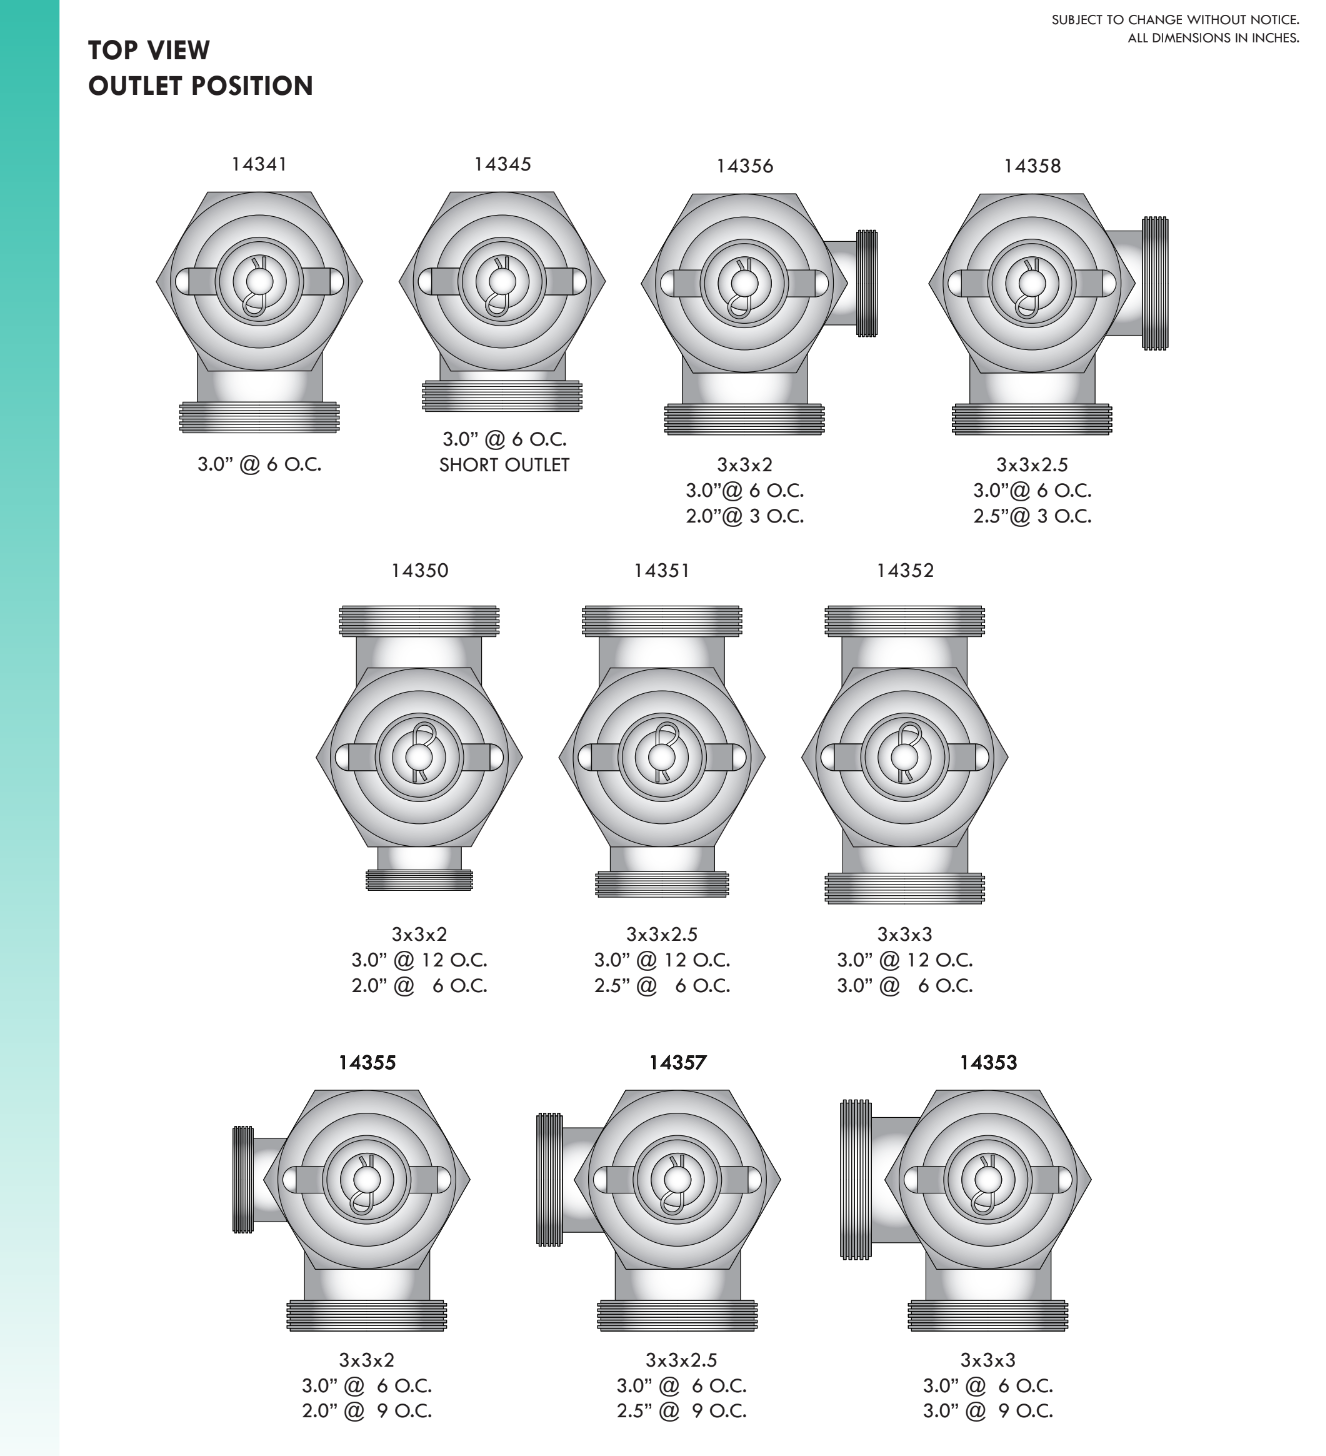 SUBJECT TO CHANGE WITHOUT NOTICE.
ALL DIMENSIONS IN INCHES.
TOP VIEW
OUTLET POSITION
14341
14345
14356
14358
3.0” @ 6 O.C.
3.0” @ 6 O.C.
SHORT OUTLET
3x3x2
3.0”@ 6 O.C.
2.0”@ 3 O.C.
3x3x2.5
3.0”@ 6 O.C.
2.5”@ 3 O.C.
14350
14351
14352
3x3x2
3.0” @ 12 O.C.
2.0” @ 6 O.C.
3x3x2.5
3.0” @ 12 O.C.
2.5” @ 6 O.C.
3x3x3
3.0” @ 12 O.C.
3.0” @ 6 O.C.
14355
14357
14353
3x3x2
3.0” @ 6 O.C.
2.0” @ 9 O.C.
3x3x2.5
3.0” @ 6 O.C.
2.5” @ 9 O.C.
3x3x3
3.0” @ 6 O.C.
3.0” @ 9 O.C.